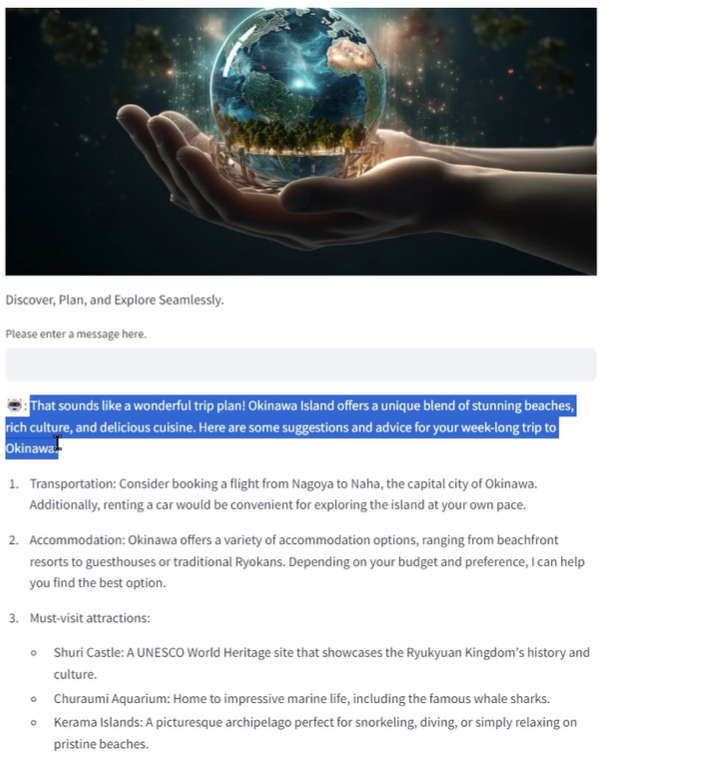 Discover, Plan, and Explore Seamlessly.
Please enter a message here.
: That sounds like a wonderful trip plan! Okinawa Island offers a unique blend of stunning beaches,
rich culture, and delicious cuisine. Here are some suggestions and advice for your week-long trip to
Okinawa:
1. Transportation: Consider booking a flight from Nagoya to Naha, the capital city of Okinawa.
Additionally, renting a car would be convenient for exploring the island at your own pace.
2. Accommodation: Okinawa offers a variety of accommodation options, ranging from beachfront
resorts to guesthouses or traditional Ryokans. Depending on your budget and preference, I can help
you find the best option.
3. Must-visit attractions:
Shuri Castle: A UNESCO World Heritage site that showcases the Ryukyuan Kingdom's history and
culture.
Churaumi Aquarium: Home to impressive marine life, including the famous whale sharks.
Kerama Islands: A picturesque archipelago perfect for snorkeling, diving, or simply relaxing on
pristine beaches.